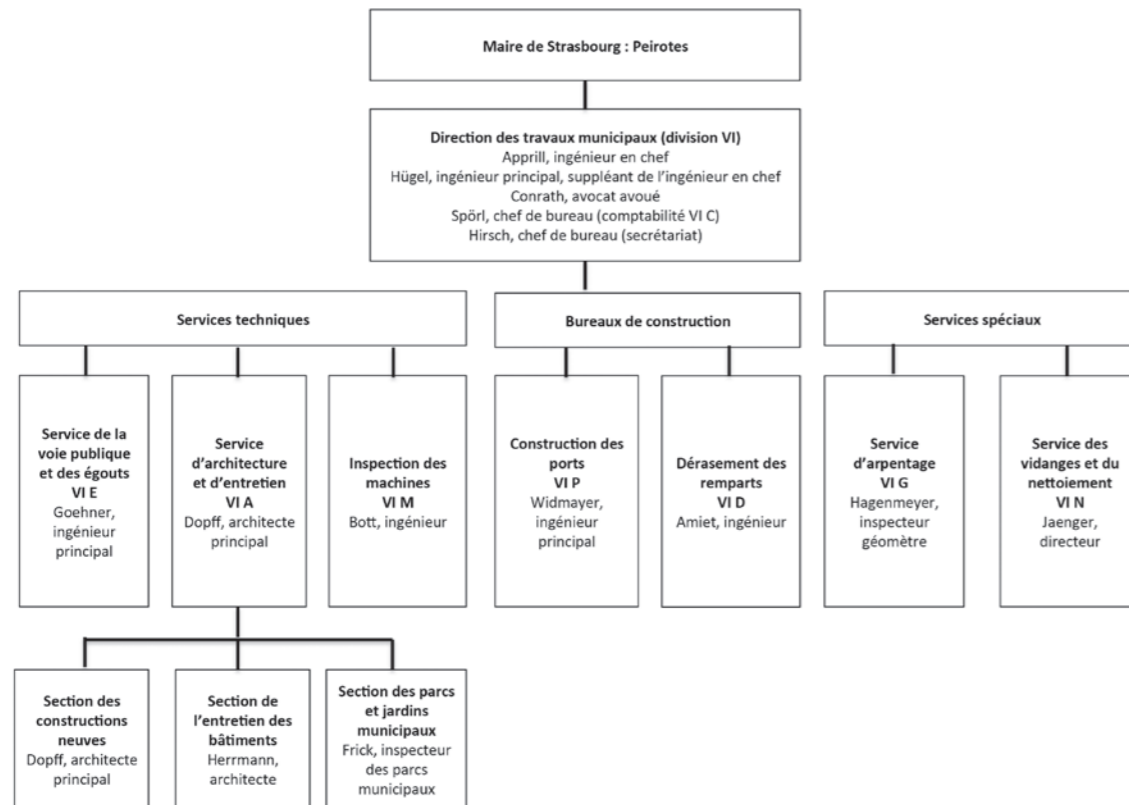 Maire de Strasbourg : Peirotes
Direction des travaux municipaux (division VI)
Apprill, ingénieur en chef
Hügel, ingénieur principal, suppléant de l'ingénieur en chef
Conrath, avocat avoué
Spörl, chef de bureau (comptabilité VI C)
Hirsch, chef de bureau (secrétariat)
Services techniques
Bureaux de construction
Services spéciaux
Service de la
voie publique
et des égouts
VI E
Goehner,
ingénieur
principal
Service
d'architecture
et d'entretien
VI A
Dopff, architecte
principal
Inspection des
machines
VI M
Bott, ingénieur
Construction des
ports
VI P
Widmayer,
ingénieur
principal
Dérasement des
remparts
VI D
Amiet, ingénieur
Service
d'arpentage
VI G
Hagenmeyer,
inspecteur
géomètre
Service des
vidanges et du
nettoiement
VI N
Jaenger,
directeur
Section des
constructions
neuves
Dopff, architecte
principal
Section de
l'entretien des
bâtiments
Herrmann,
architecte
Section des parcs
et jardins
municipaux
Frick, inspecteur
des parcs
municipaux